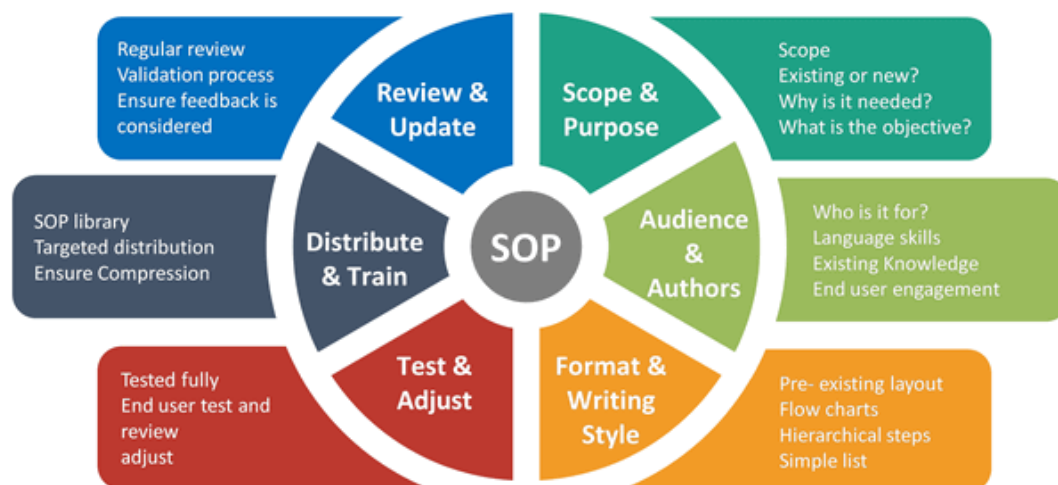 Regular review
Validation process
Ensure feedback is
considered
Review &
Update
Scope &
Purpose
Scope
Existing or new?
Why is it needed?
What is the objective?
SOP library
Targeted distribution
Ensure Compression
Distribute
& Train
SOP
Audience
&
Authors
Who is it for?
Language skills
Existing Knowledge
End user engagement
Tested fully
End user test and
review
adjust
Test &
Adjust
Format &
Writing
Style
Pre- existing layout
Flow charts
Hierarchical steps
Simple list